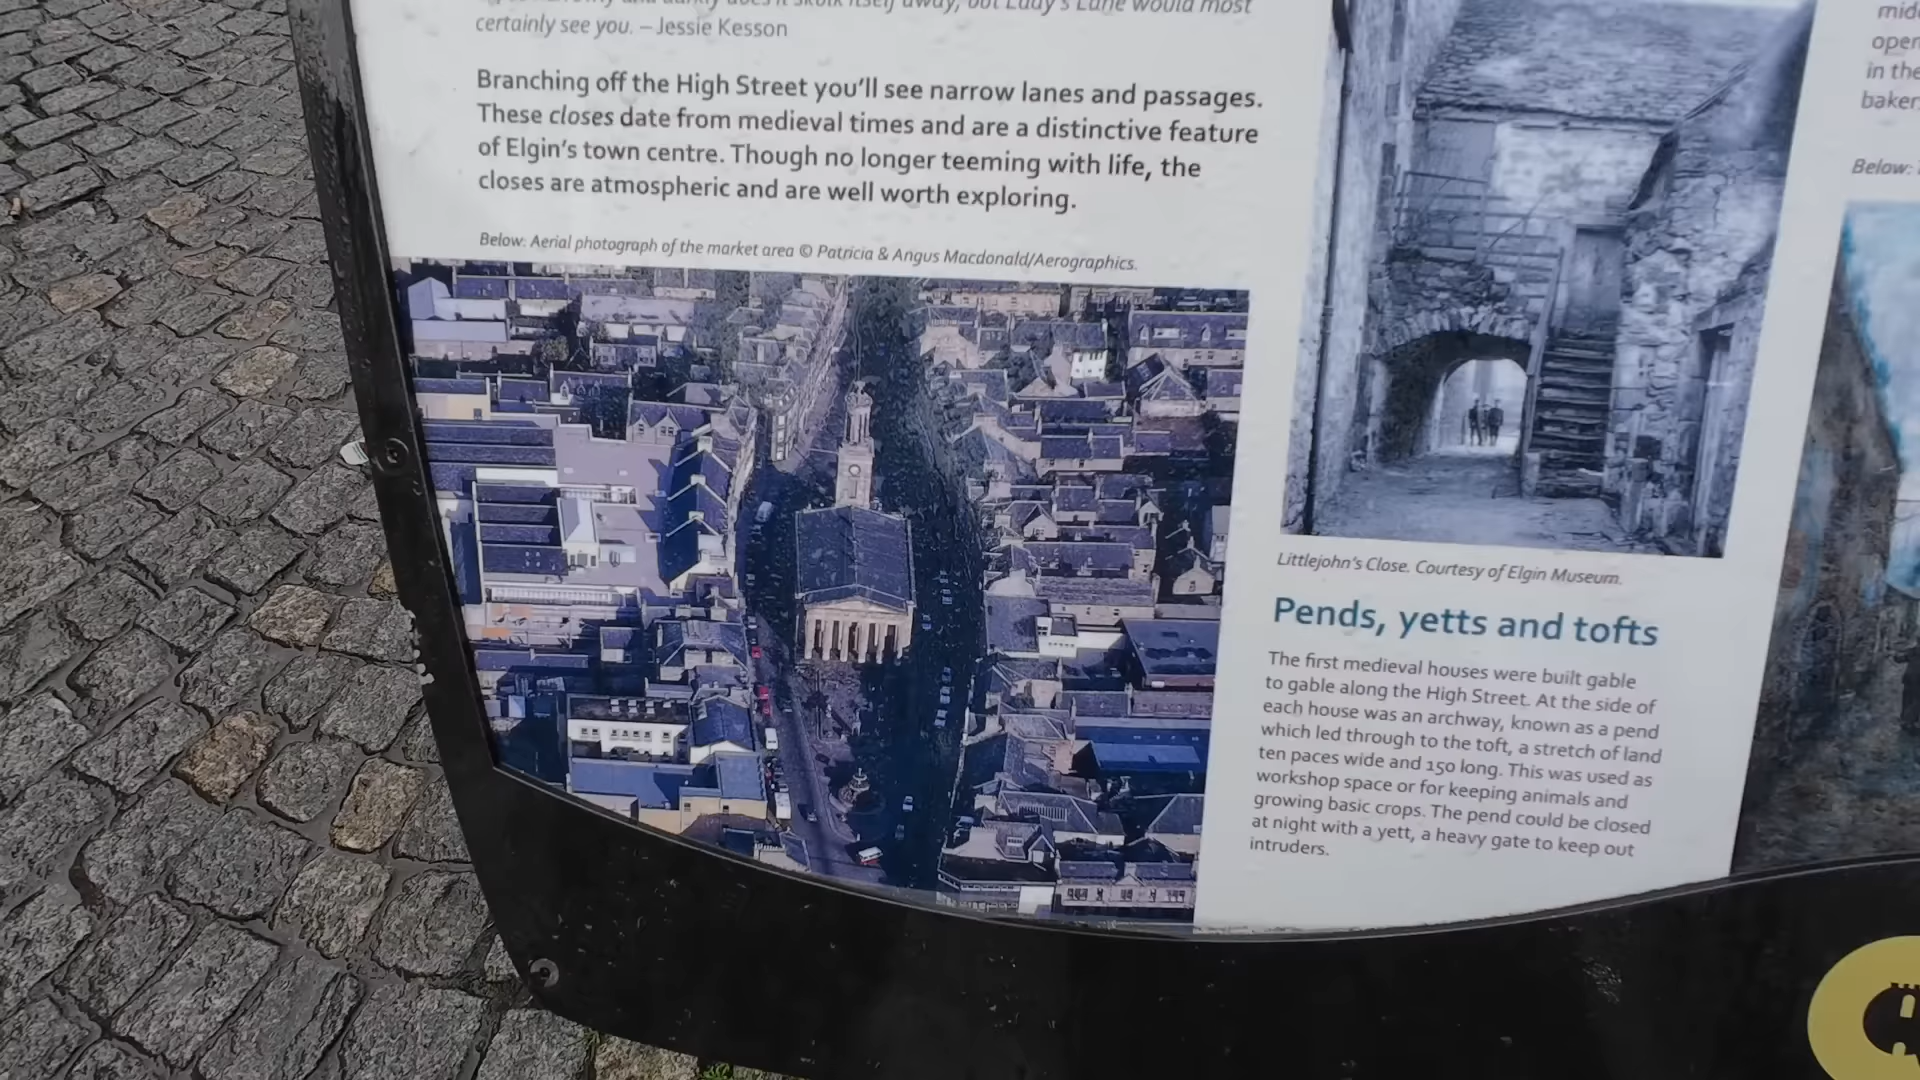 certainly see you. – Jessie Kesson
Branching off the High Street you'll see narrow lanes and passages.
These closes date from medieval times and are a distinctive feature
of Elgin's town centre. Though no longer teeming with life, the
closes are atmospheric and are well worth exploring.
Below: Aerial photograph of the market area © Patricia & Angus Macdonald/Aerographics.
Littlejohn's Close. Courtesy of Elgin Museum.
Pends, yetts and tofts
The first medieval houses were built gable
to gable along the High Street. At the side of
each house was an archway, known as a pend
which led through to the toft, a stretch of land
ten paces wide and 150 long. This was used as
workshop space or for keeping animals and
growing basic crops. The pend could be closed
at night with a yett, a heavy gate to keep out
intruders.
in the
Below: